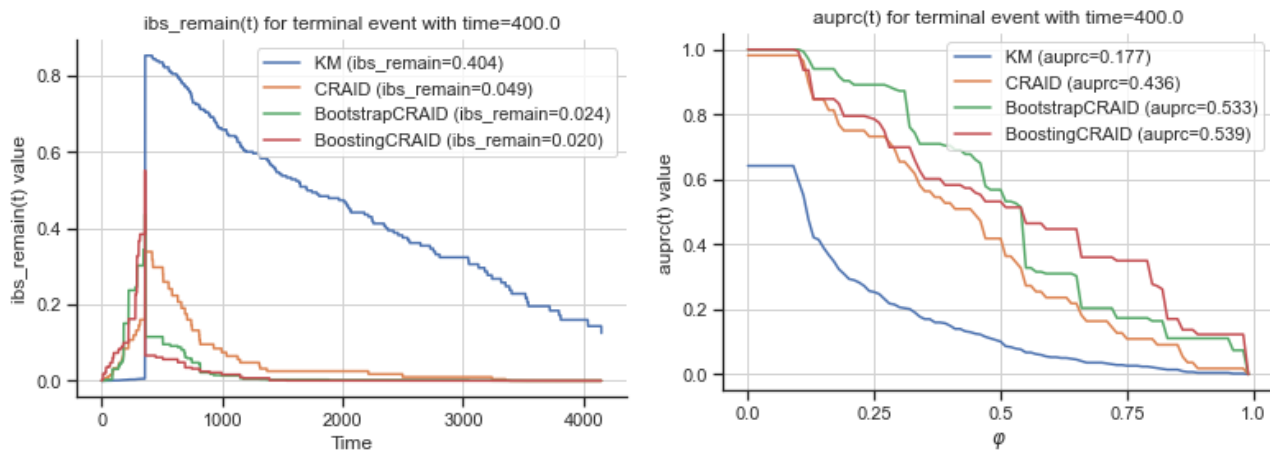 ibs_remain(t) for terminal event with time=400.0
ibs_remain(t) value
0.8
0.6
0.4
0.2
0.0
KM (ibs_remain=0.404)
CRAID (ibs_remain=0.049)
BootstrapCRAID (ibs_remain=0.024)
BoostingCRAID (ibs_remain=0.020)
0
1000
2000
3000
4000
Time
auprc(t) for terminal event with time=400.0
auprc(t) value
1.0
0.8
0.6
0.4
0.2
0.0
KM (auprc=0.177)
CRAID (auprc=0.436)
BootstrapCRAID (auprc=0.533)
BoostingCRAID (auprc=0.539)
0.0
0.25
0.5
0.75
1.0
φ